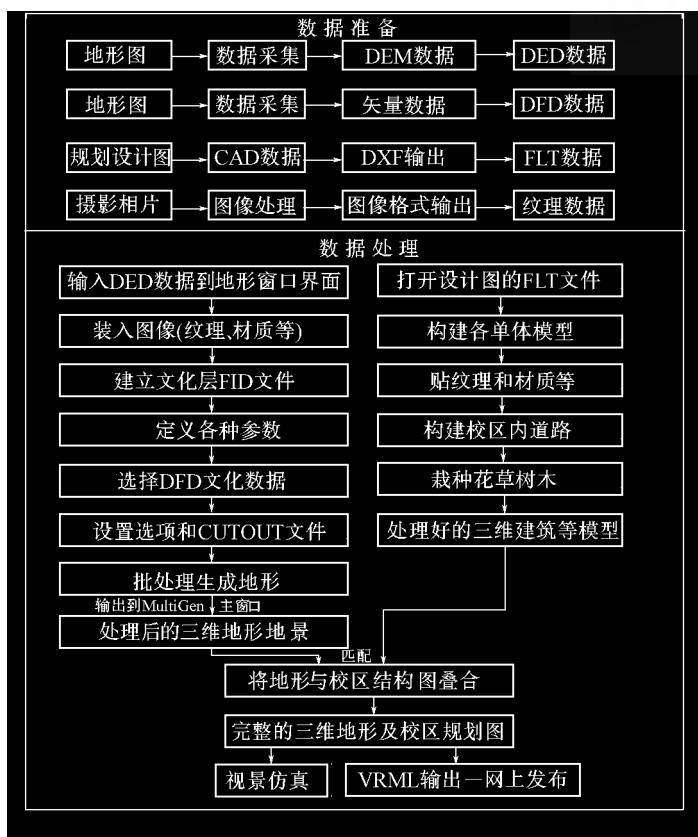 数据准备
地形图 数据采集 DEM数据 DED数据
地形图 数据采集 矢量数据 DFD数据
规划设计图 CAD数据 DXF输出 FLT数据
摄影相片 图像处理 图像格式输出 纹理数据
数据处理
输入DED数据到地形窗口界面
装入图像(纹理、材质等)
建立文化层FID文件
定义各种参数
选择DFD文化数据
设置选项和CUTOUT文件
批处理生成地形
输出到MultiGen 主窗口
处理后的三维地形地景
打开设计图的FLT文件
构建各单体模型
贴纹理和材质等
构建校区内道路
栽种花草树木
处理好的三维建筑等模型
匹配
将地形与校区结构图叠合
完整的三维地形及校区规划图
视景仿真
VRML输出—网上发布